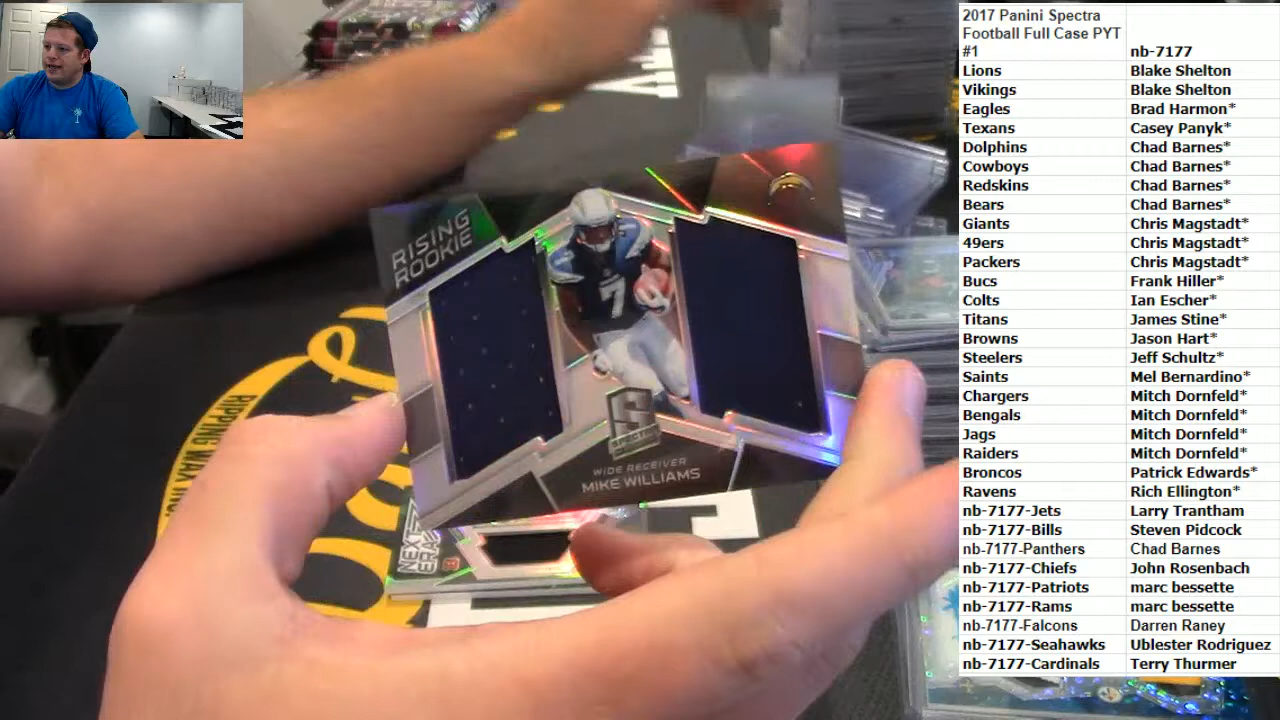 2017 Panini Spectra
Football Full Case PYT
#1 nb-7177
Lions Blake Shelton
Vikings Blake Shelton
Eagles Brad Harmon*
Texans Casey Panyk*
Dolphins Chad Barnes*
Cowboys Chad Barnes*
Redskins Chad Barnes*
Bears Chad Barnes*
Giants Chris Magstadt*
49ers Chris Magstadt*
Packers Chris Magstadt*
Bucs Frank Hiller*
Colts Ian Escher*
Titans James Stine*
Browns Jason Hart*
Steelers Jeff Schultz*
Saints Mel Bernardino*
Chargers Mitch Dornfeld*
Bengals Mitch Dornfeld*
Jags Mitch Dornfeld*
Raiders Mitch Dornfeld*
Broncos Patrick Edwards*
Ravens Rich Ellington*
nb-7177-Jets Larry Trantham
nb-7177-Bills Steven Pidcock
nb-7177-Panthers Chad Barnes
nb-7177-Chiefs John Rosenbach
nb-7177-Patriots marc bessette
nb-7177-Rams marc bessette
nb-7177-Falcons Darren Raney
nb-7177-Seahawks Ublester Rodriguez
nb-7177-Cardinals Terry Thurmer
RISING
ROOKIE
7
SPECTRA
WIDE RECEIVER
MIKE WILLIAMS
NEXT
ERA
RIPPING WAX INC.